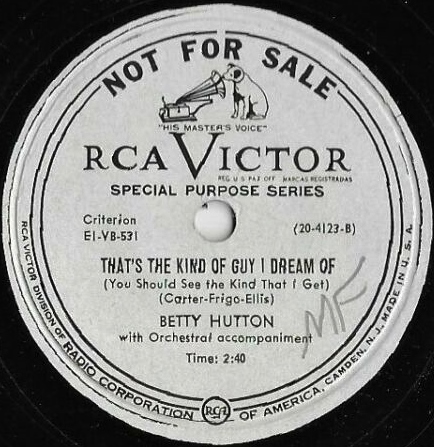 NOT FOR SALE
"HIS MASTER'S VOICE"
RCA VICTOR
REG. U.S. PAT. OFF. MARCAS REGISTRADAS
SPECIAL PURPOSE SERIES
Criterion
E1-VB-531
(20-4123-B)
THAT'S THE KIND OF GUY I DREAM OF
(You Should See the Kind That I Get)
(Carter-Frigo-Ellis)
BETTY HUTTON
with Orchestral accompaniment
Time: 2:40
MF
RCA VICTOR DIVISION OF RADIO CORPORATION OF AMERICA, CAMDEN, N.J. MADE IN U.S.A.
RCA